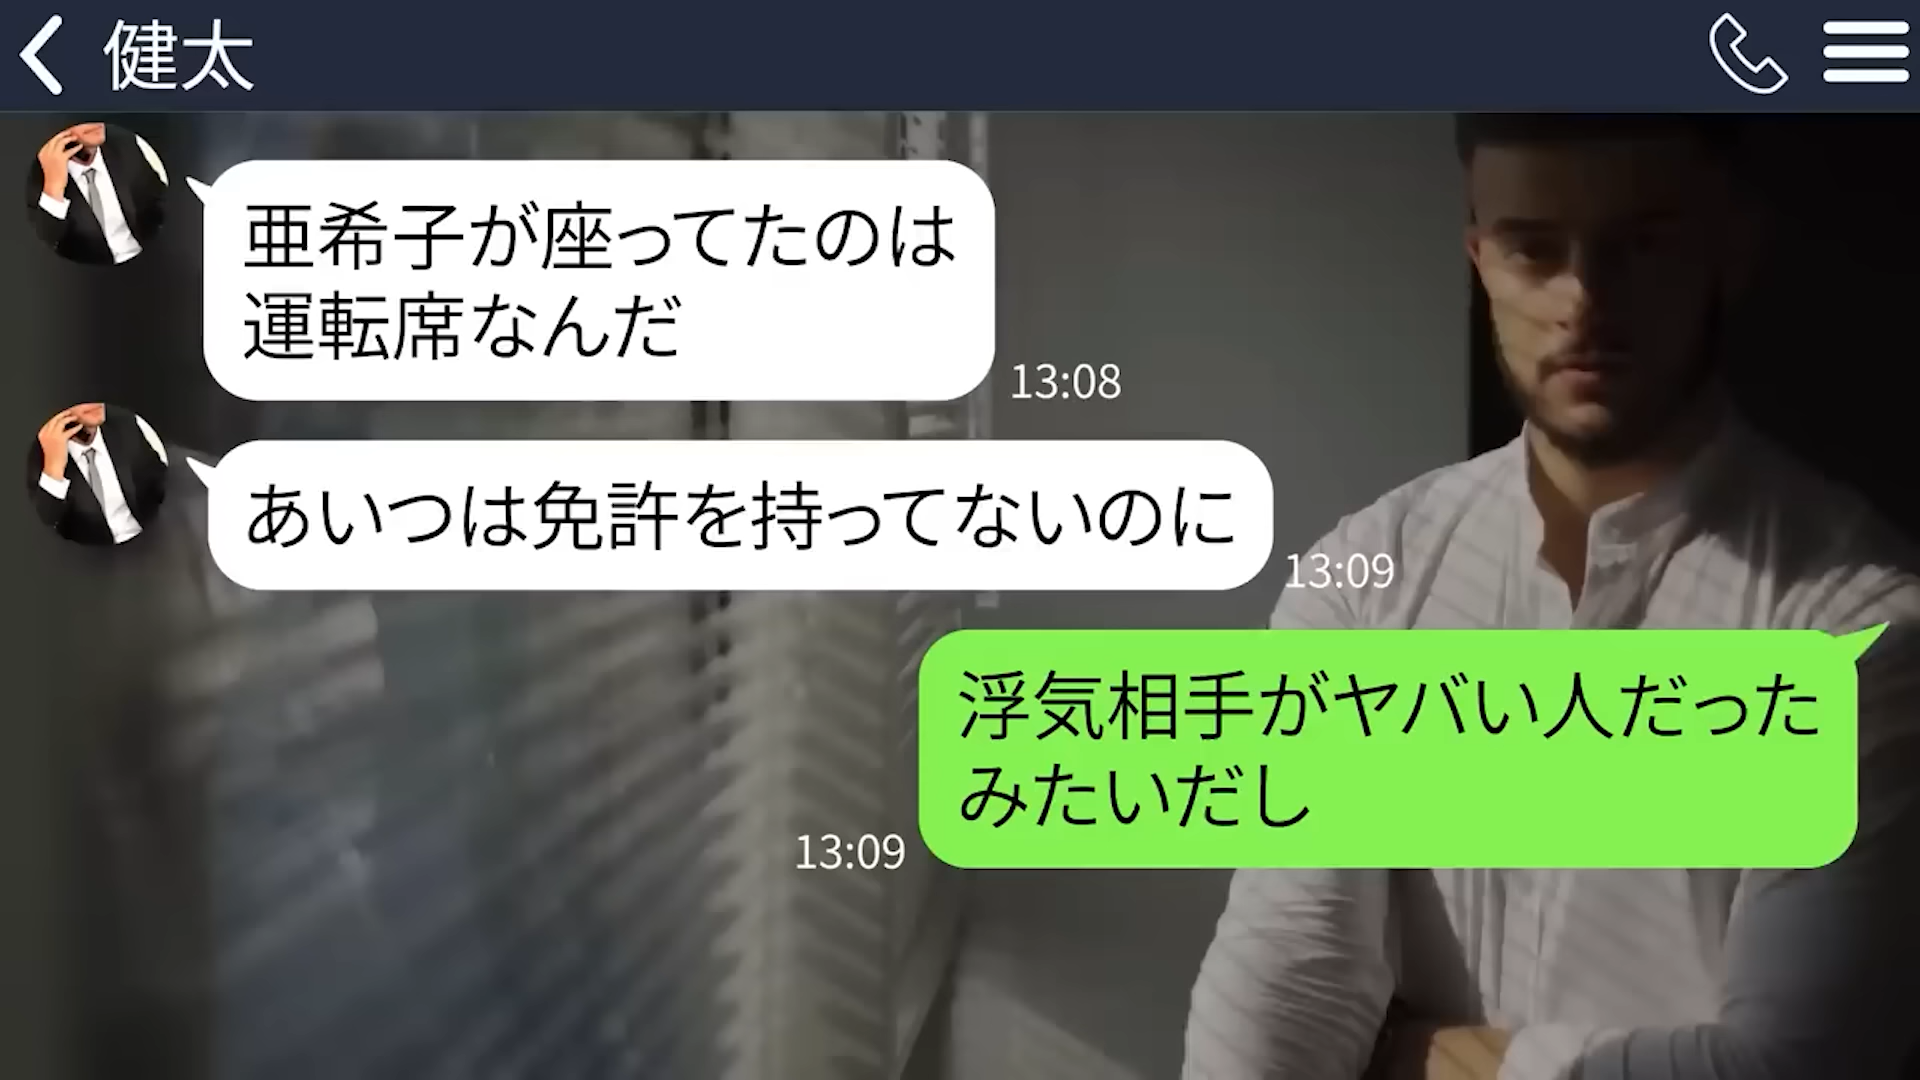 健太
亜希子が座ってたのは
運転席なんだ
13:08
あいつは免許を持ってないのに
13:09
浮気相手がヤバい人だった
みたいだし
13:09